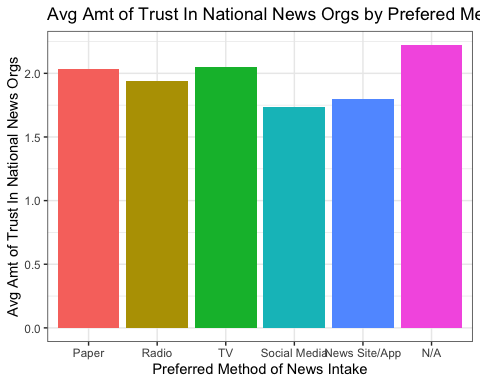 Avg Amt of Trust In National News Orgs by Prefered Me
Avg Amt of Trust In National News Orgs
2.0
1.5
1.0
0.5
0.0
Paper Radio TV Social Media News Site/App N/A
Preferred Method of News Intake